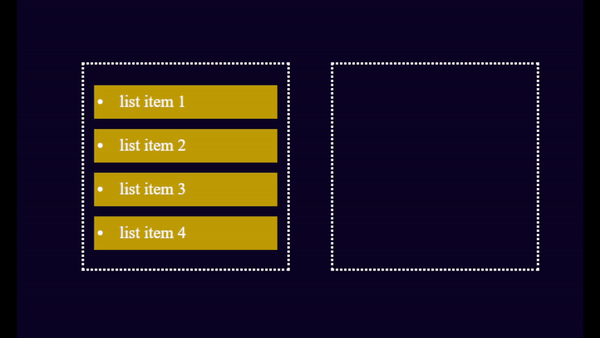 • list item 1
• list item 2
• list item 3
• list item 4